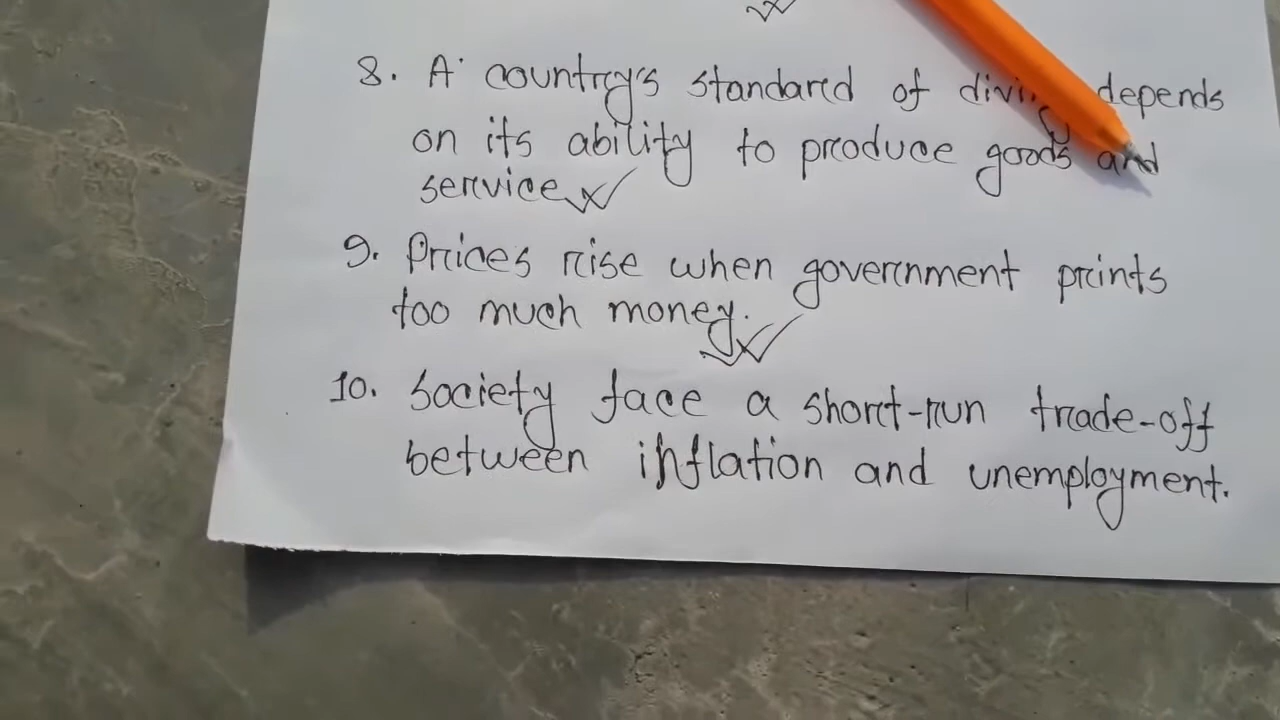 8. A country's standard of diving depends
on its ability to produce goods and
service
9. Prices rise when government prints
too much money.
10. Society face a short-run trade-off
between inflation and unemployment.